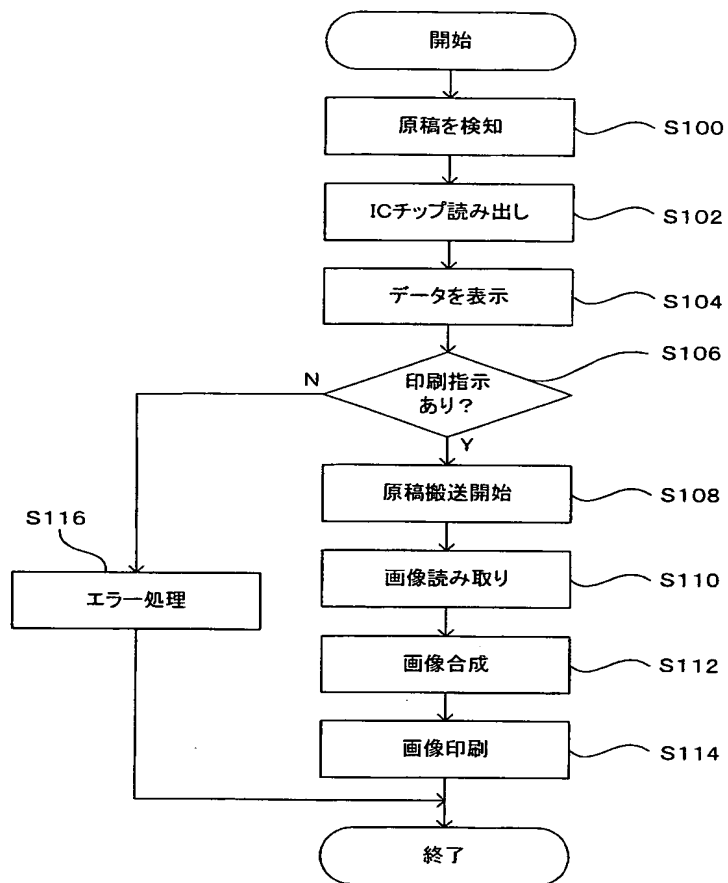 開始
原稿を検知
S100
ICチップ読み出し
S102
データを表示
S104
S106
印刷指示
あり?
N
Y
原稿搬送開始
S108
S116
エラー処理
画像読み取り
S110
画像合成
S112
画像印刷
S114
終了